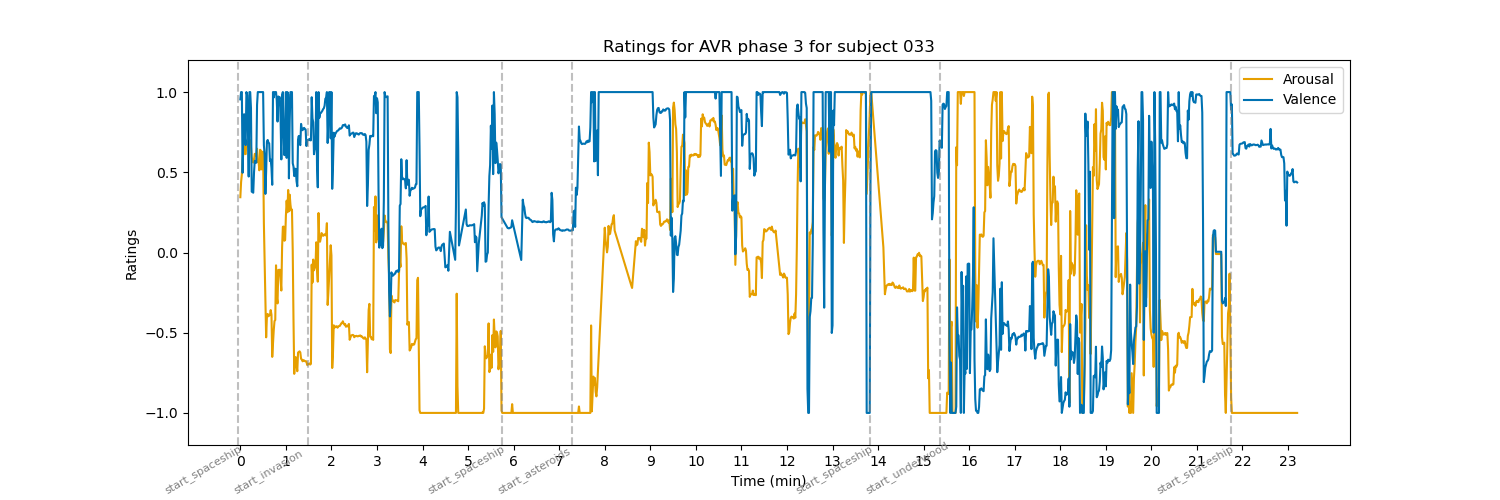 Ratings for AVR phase 3 for subject 033
Arousal
Valence
Ratings
1.0
0.5
0.0
−0.5
−1.0
0 1 2 3 4 5 6 7 8 9 10 11 12 13 14 15 16 17 18 19 20 21 22 23
start_spaceship
start_invasion
start_spaceship
start_asteroids
start_spaceship
start_spaceship
Time (min)